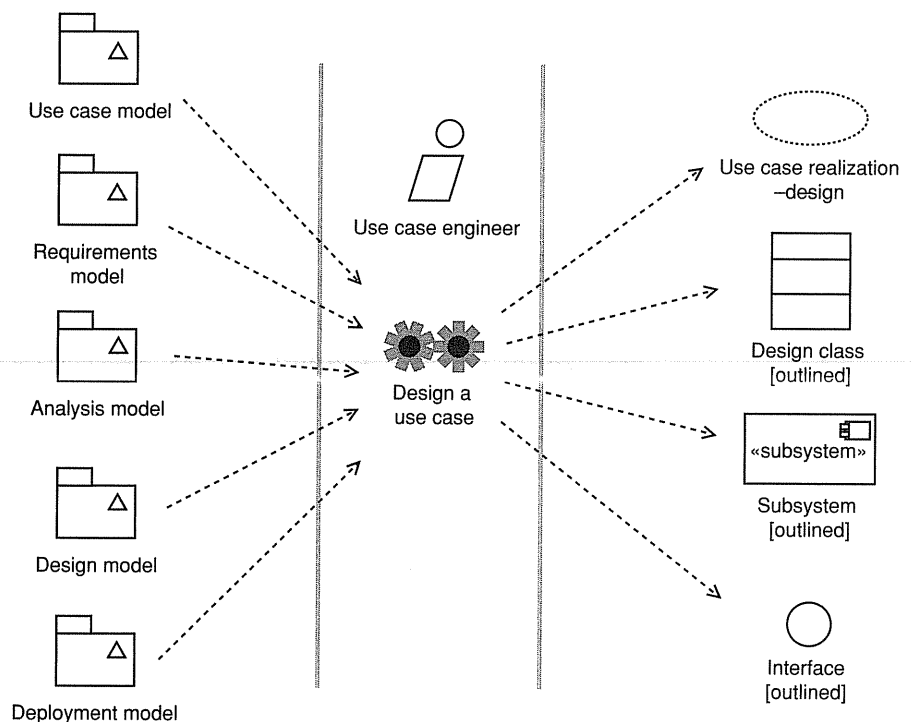 Use case model
Requirements
model
Analysis model
Design model
Deployment model
Use case engineer
Design a
use case
Use case realization
–design
Design class
[outlined]
«subsystem»
Subsystem
[outlined]
Interface
[outlined]